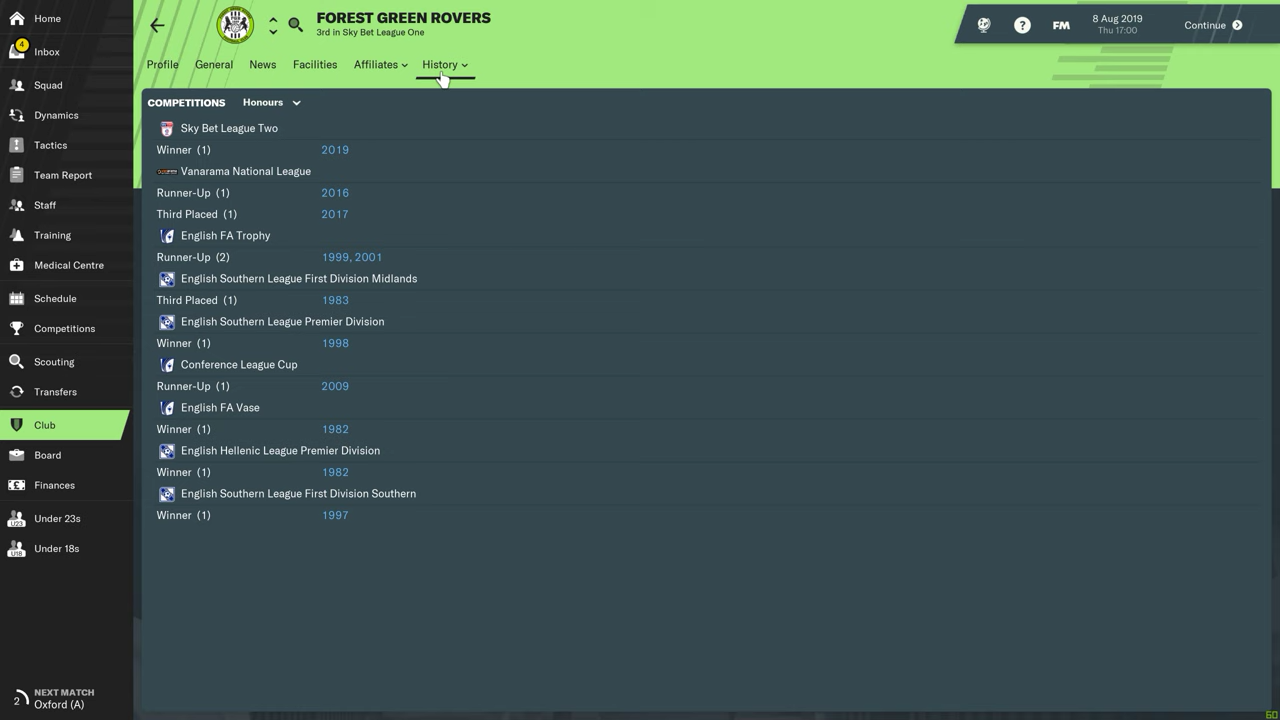 Home
4
Inbox
Squad
Dynamics
Tactics
Team Report
Staff
Training
Medical Centre
Schedule
Competitions
Scouting
Transfers
Club
Board
Finances
U23
Under 23s
U18
Under 18s
2
NEXT MATCH
Oxford (A)
FOREST GREEN ROVERS
3rd in Sky Bet League One
? FM
8 Aug 2019
Thu 17:00
Continue
Profile General News Facilities Affiliates History
COMPETITIONS Honours
Sky Bet League Two
Winner (1) 2019
Vanarama National League
Runner-Up (1) 2016
Third Placed (1) 2017
English FA Trophy
Runner-Up (2) 1999, 2001
English Southern League First Division Midlands
Third Placed (1) 1983
English Southern League Premier Division
Winner (1) 1998
Conference League Cup
Runner-Up (1) 2009
English FA Vase
Winner (1) 1982
English Hellenic League Premier Division
Winner (1) 1982
English Southern League First Division Southern
Winner (1) 1997
60